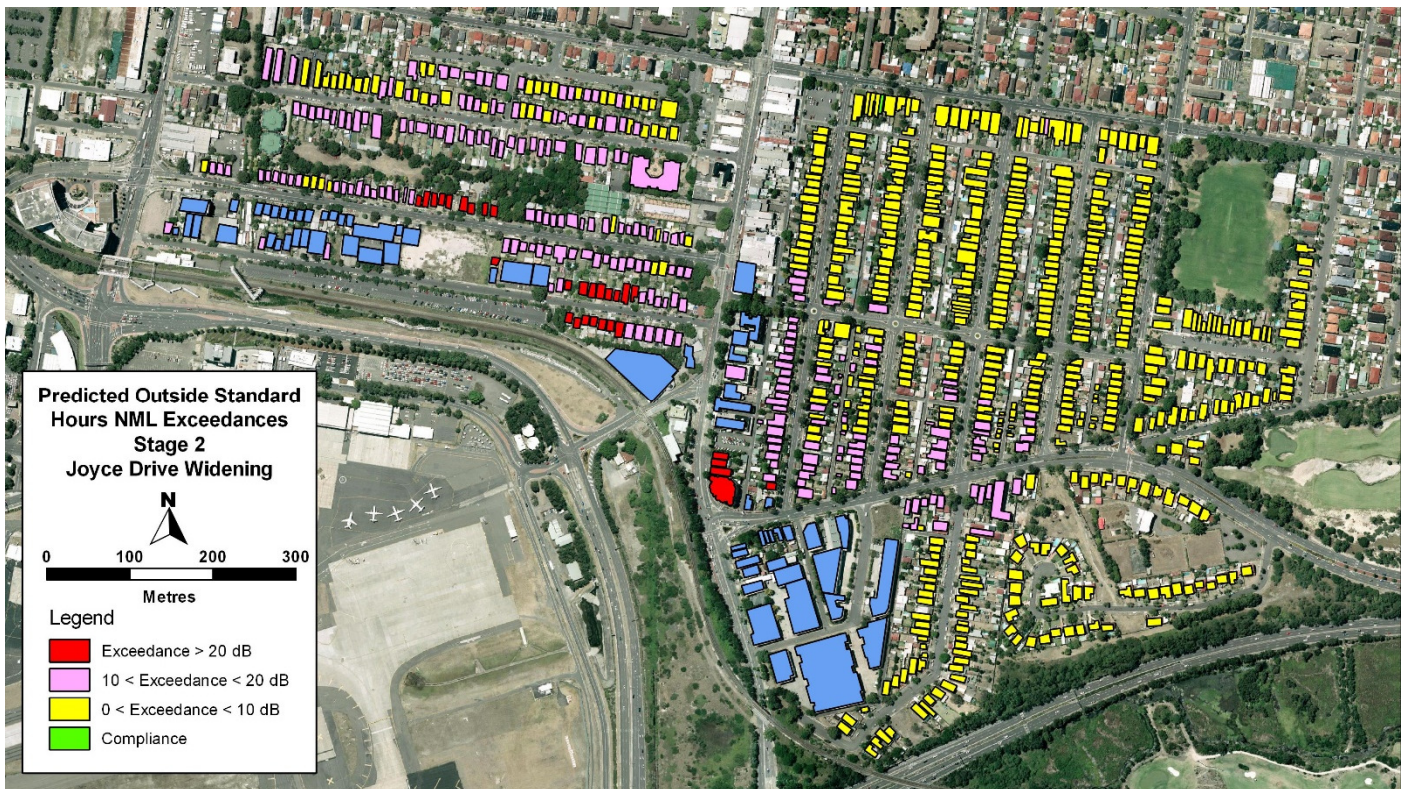 Predicted Outside Standard
Hours NML Exceedances
Stage 2
Joyce Drive Widening
N
0 100 200 300
Metres
Legend
Exceedance > 20 dB
10 < Exceedance < 20 dB
0 < Exceedance < 10 dB
Compliance